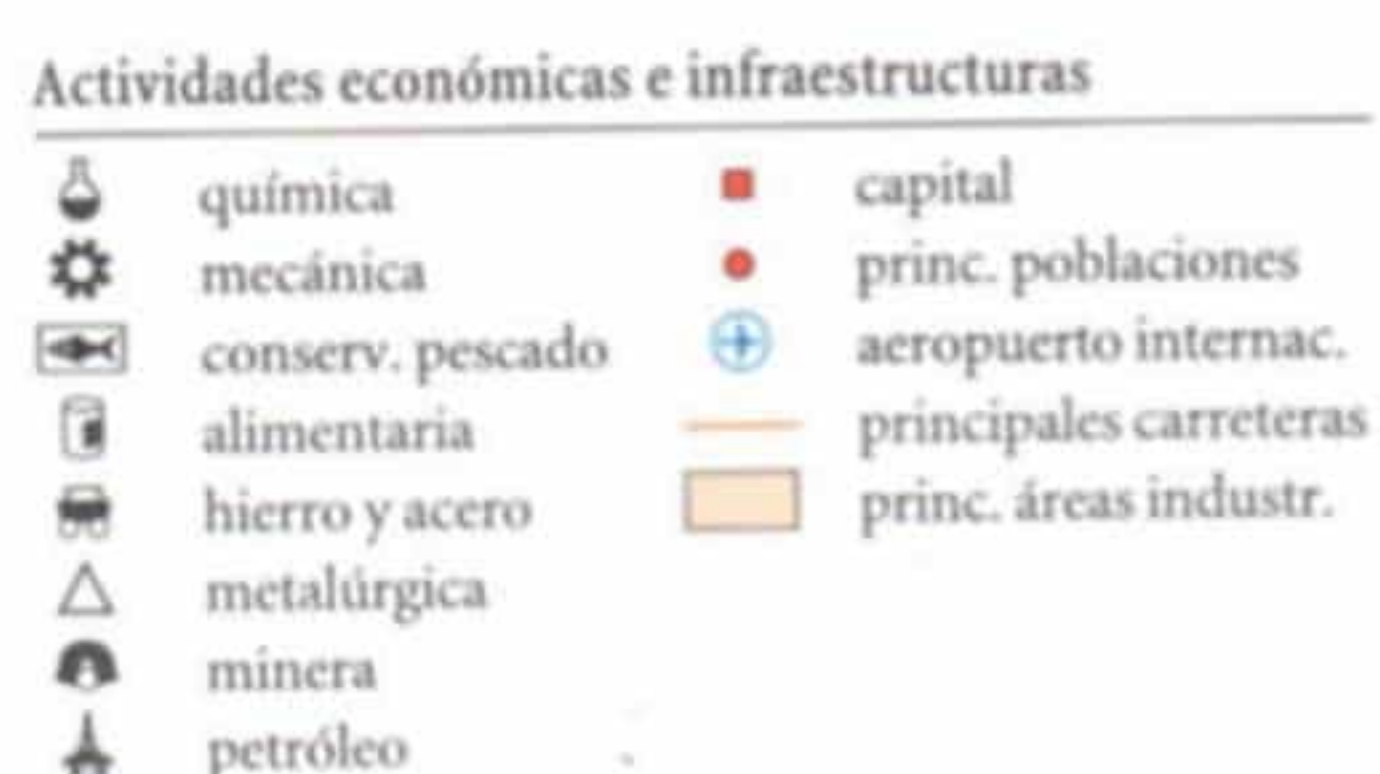 Actividades económicas e infraestructuras
química
mecánica
conserv. pescado
alimentaria
hierro y acero
metalúrgica
minera
petróleo
capital
princ. poblaciones
aeropuerto internac.
principales carreteras
princ. áreas industr.